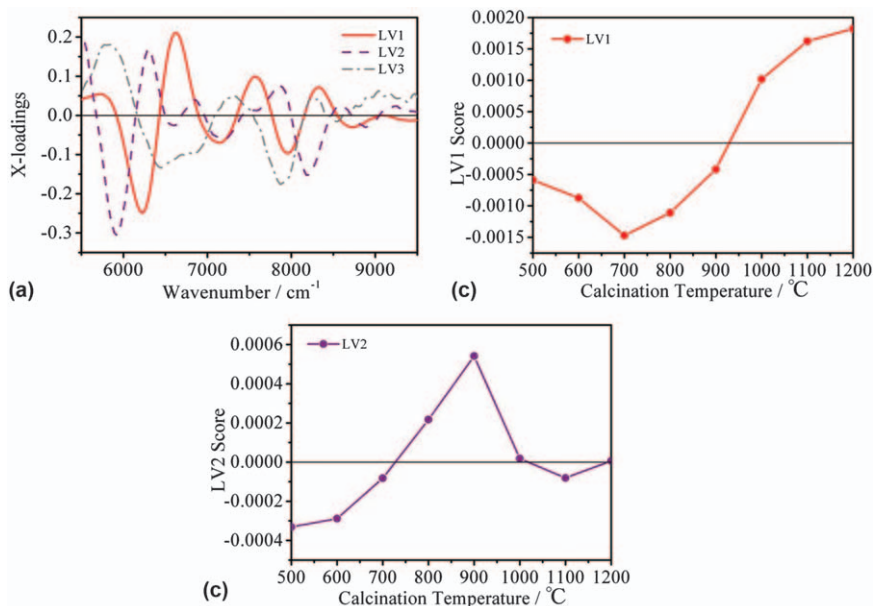 0.2
0.1
0.0
-0.1
-0.2
-0.3
X-loadings
LV1
LV2
LV3
6000 7000 8000 9000
Wavenumber / cm⁻¹
(a)
0.0020
0.0015
0.0010
0.0005
0.0000
-0.0005
-0.0010
-0.0015
LV1 Score
LV1
500 600 700 800 900 1000 1100 1200
Calcination Temperature / ℃
(c)
0.0006
0.0004
0.0002
0.0000
-0.0002
-0.0004
LV2 Score
LV2
500 600 700 800 900 1000 1100 1200
Calcination Temperature / ℃
(c)